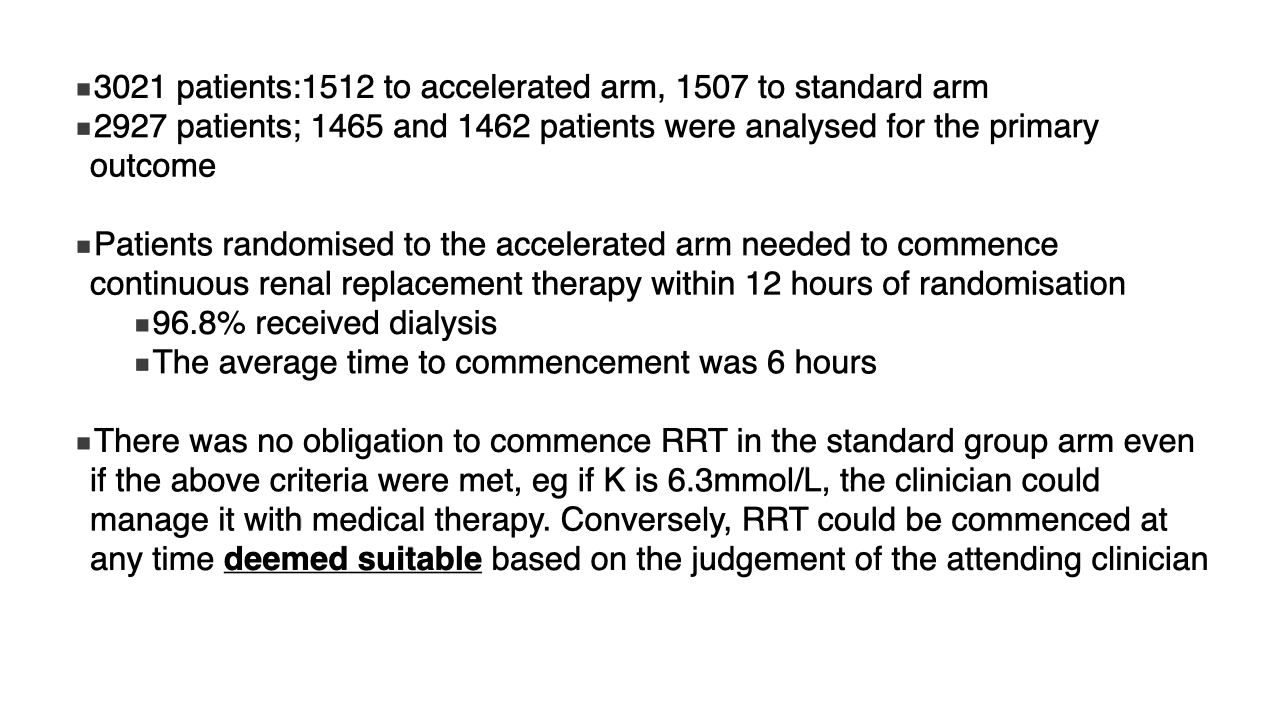 ▪3021 patients:1512 to accelerated arm, 1507 to standard arm
▪2927 patients; 1465 and 1462 patients were analysed for the primary
outcome
▪Patients randomised to the accelerated arm needed to commence
continuous renal replacement therapy within 12 hours of randomisation
▪96.8% received dialysis
▪The average time to commencement was 6 hours
▪There was no obligation to commence RRT in the standard group arm even
if the above criteria were met, eg if K is 6.3mmol/L, the clinician could
manage it with medical therapy. Conversely, RRT could be commenced at
any time deemed suitable based on the judgement of the attending clinician